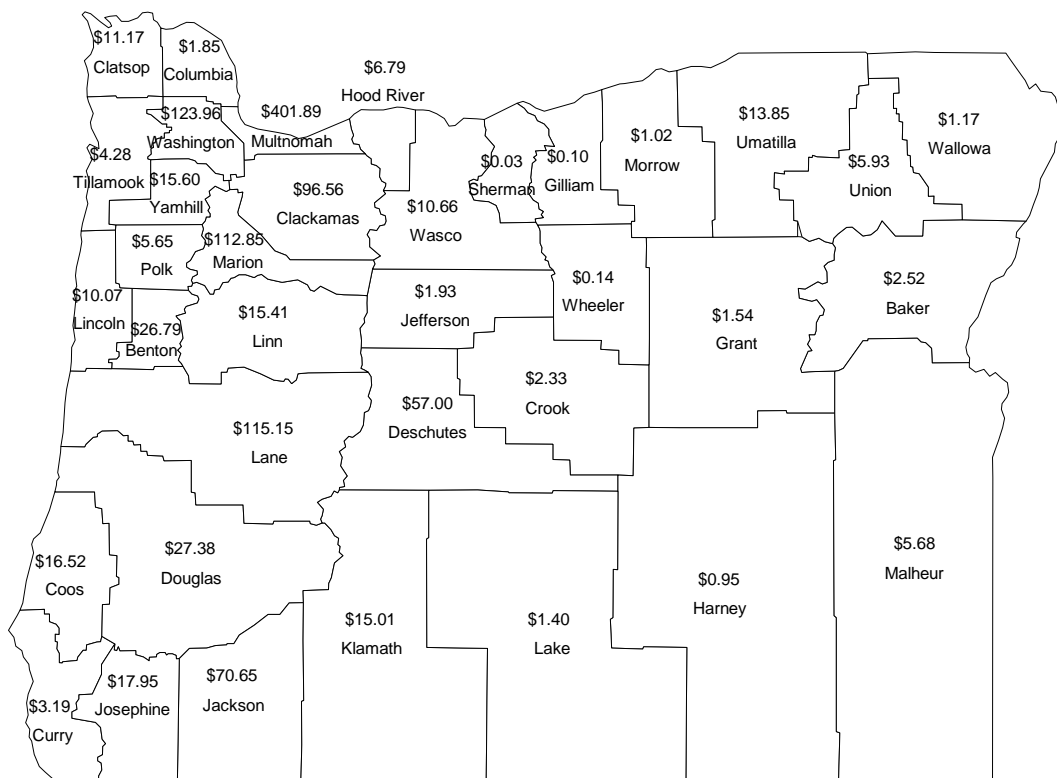 $11.17
Clatsop
$1.85
Columbia
$6.79
Hood River
$123.96
Washington
$401.89
Multnomah
$4.28
Tillamook
$15.60
Yamhill
$96.56
Clackamas
$0.03
Sherman
$0.10
Gilliam
$1.02
Morrow
$13.85
Umatilla
$5.93
Union
$1.17
Wallowa
$10.66
Wasco
$5.65
Polk
$112.85
Marion
$10.07
Lincoln
$26.79
Benton
$15.41
Linn
$1.93
Jefferson
$0.14
Wheeler
$1.54
Grant
$2.52
Baker
$2.33
Crook
$57.00
Deschutes
$115.15
Lane
$16.52
Coos
$27.38
Douglas
$15.01
Klamath
$1.40
Lake
$0.95
Harney
$5.68
Malheur
$3.19
Curry
$17.95
Josephine
$70.65
Jackson